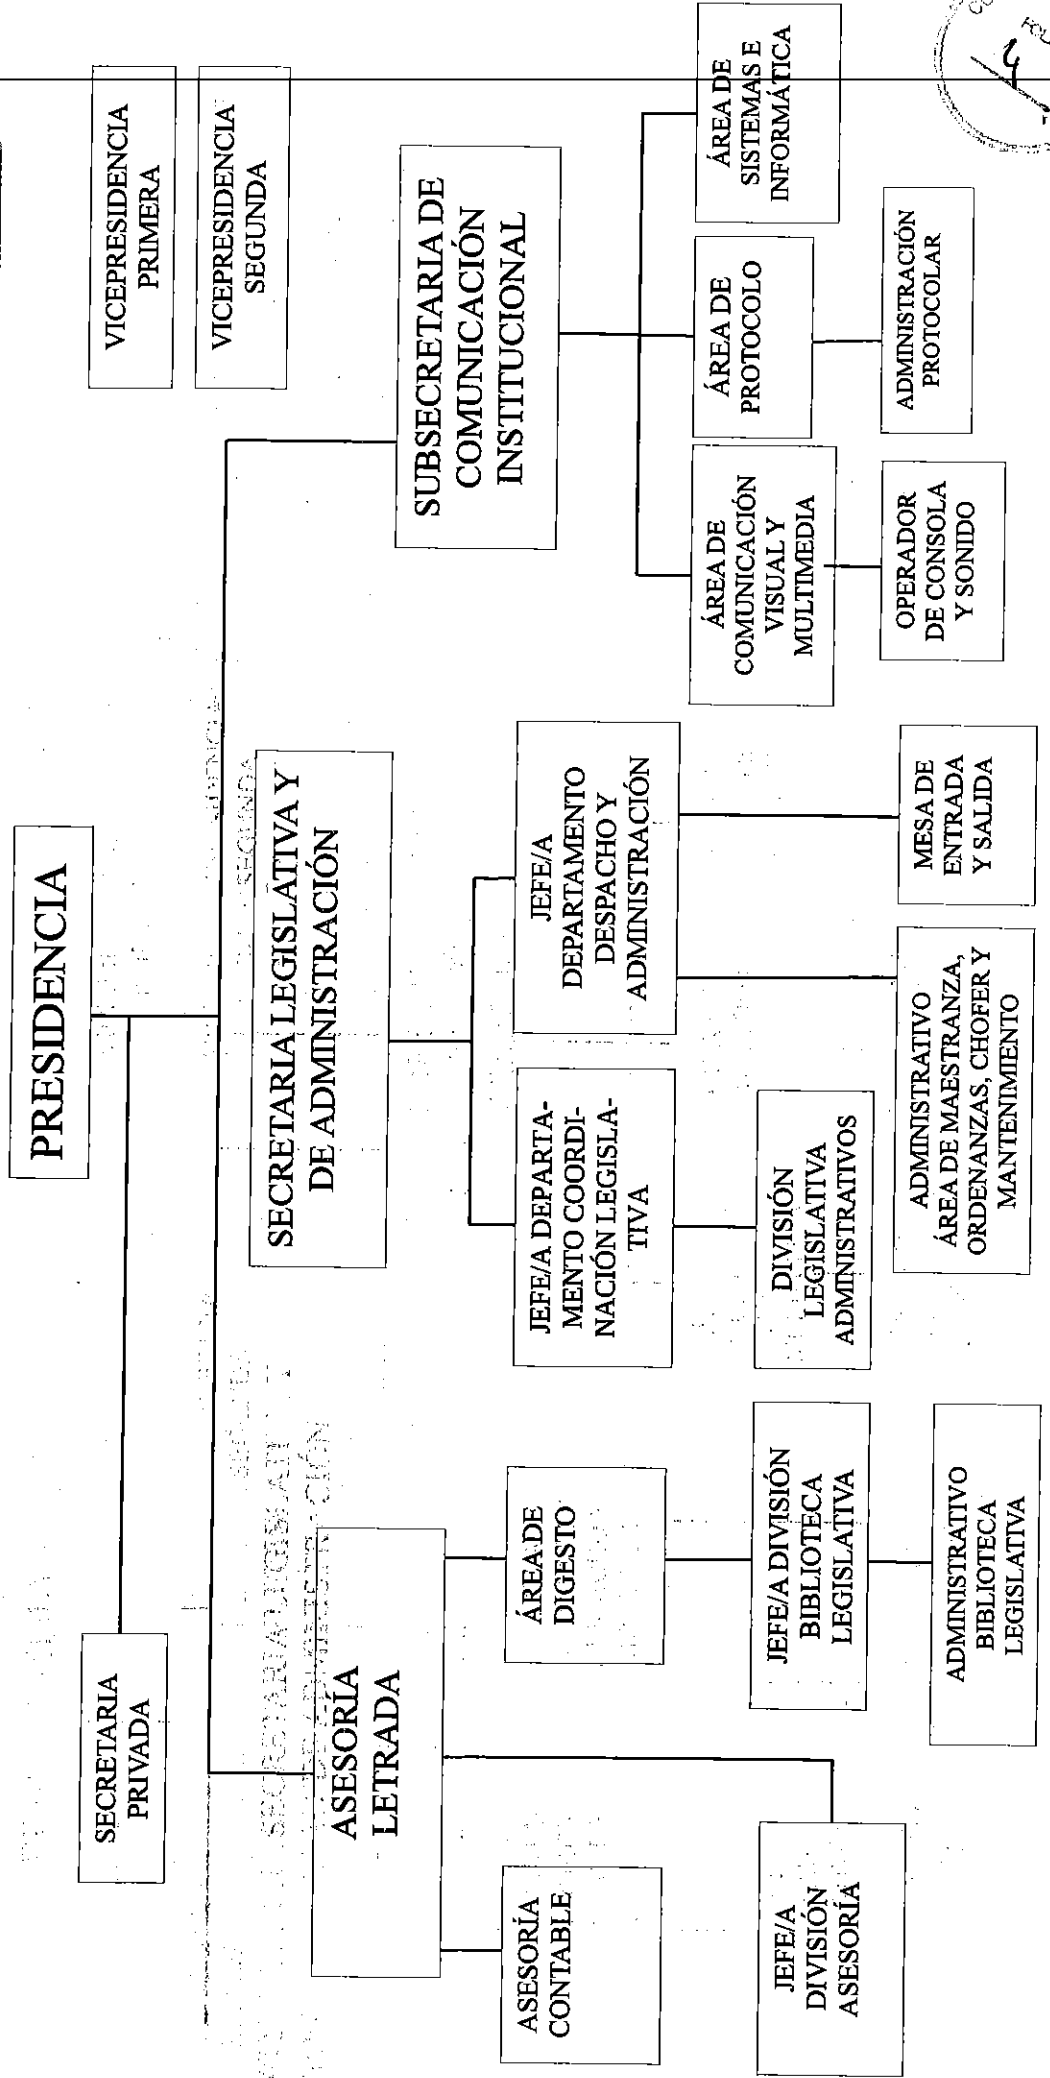 PRESIDENCIA
VICEPRESIDENCIA
PRIMERA
VICEPRESIDENCIA
SEGUNDA
SECRETARIA
PRIVADA
ASESORÍA
LETRADA
SECRETARIA LEGISLATIVA Y
DE ADMINISTRACIÓN
SUBSECRETARIA DE
COMUNICACIÓN
INSTITUCIONAL
ASESORÍA
CONTABLE
ÁREA DE
DIGESTO
JEFE/A DEPARTA-
MENTO COORDI-
NACIÓN LEGISLA-
TIVA
JEFE/A
DEPARTAMENTO
DESPACHO Y
ADMINISTRACIÓN
ÁREA DE
COMUNICACIÓN
VISUAL Y
MULTIMEDIA
ÁREA DE
PROTOCOLO
ÁREA DE
SISTEMAS E
INFORMÁTICA
JEFE/A
DIVISIÓN
ASESORÍA
JEFE/A DIVISIÓN
BIBLIOTECA
LEGISLATIVA
DIVISIÓN
LEGISLATIVA
ADMINISTRATIVOS
ADMINISTRATIVO
BIBLIOTECA
LEGISLATIVA
ADMINISTRATIVO
ÁREA DE MAESTRANZA,
ORDENANZAS, CHOFER Y
MANTENIMIENTO
MESA DE
ENTRADA
Y SALIDA
OPERADOR
DE CONSOLA
Y SONIDO
ADMINISTRACIÓN
PROTOCOLAR
4